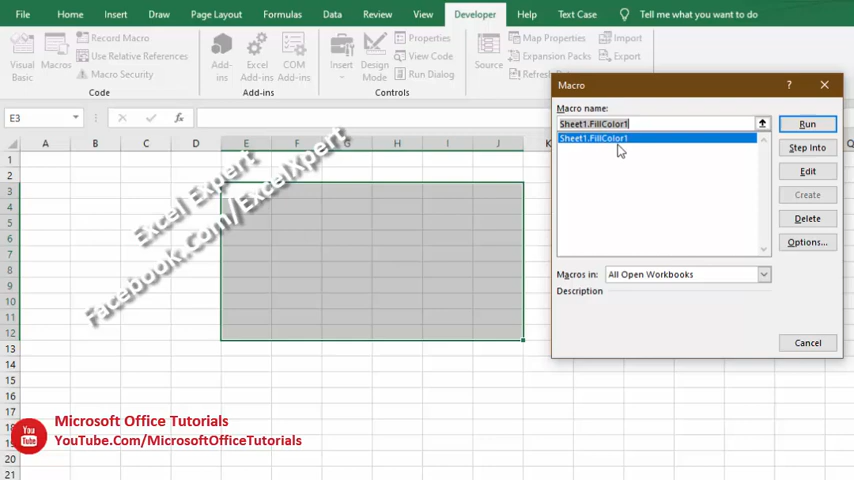 File Home Insert Draw Page Layout Formulas Data Review View Developer Help Text Case Tell me what you want to do
Visual Basic
Macros
Record Macro
Use Relative References
Macro Security
Code
Add-ins
Excel Add-ins
COM Add-ins
Add-ins
Insert
Design Mode
Properties
View Code
Run Dialog
Controls
Source
Map Properties
Expansion Packs
Refresh
Import
Export
E3
fx
A B C D E F G H I J K Q
1
2
3
4
5
6
7
8
9
10
11
12
13
14
15
16
17
18
20
21
Excel Expert
Facebook.Com/ExcelXpert
Macro ?
Macro name:
Sheet1.FillColor1
Sheet1.FillColor1
Run
Step Into
Edit
Create
Delete
Options...
Macros in: All Open Workbooks
Description
Cancel
You Tube
Microsoft Office Tutorials
YouTube.Com/MicrosoftOfficeTutorials